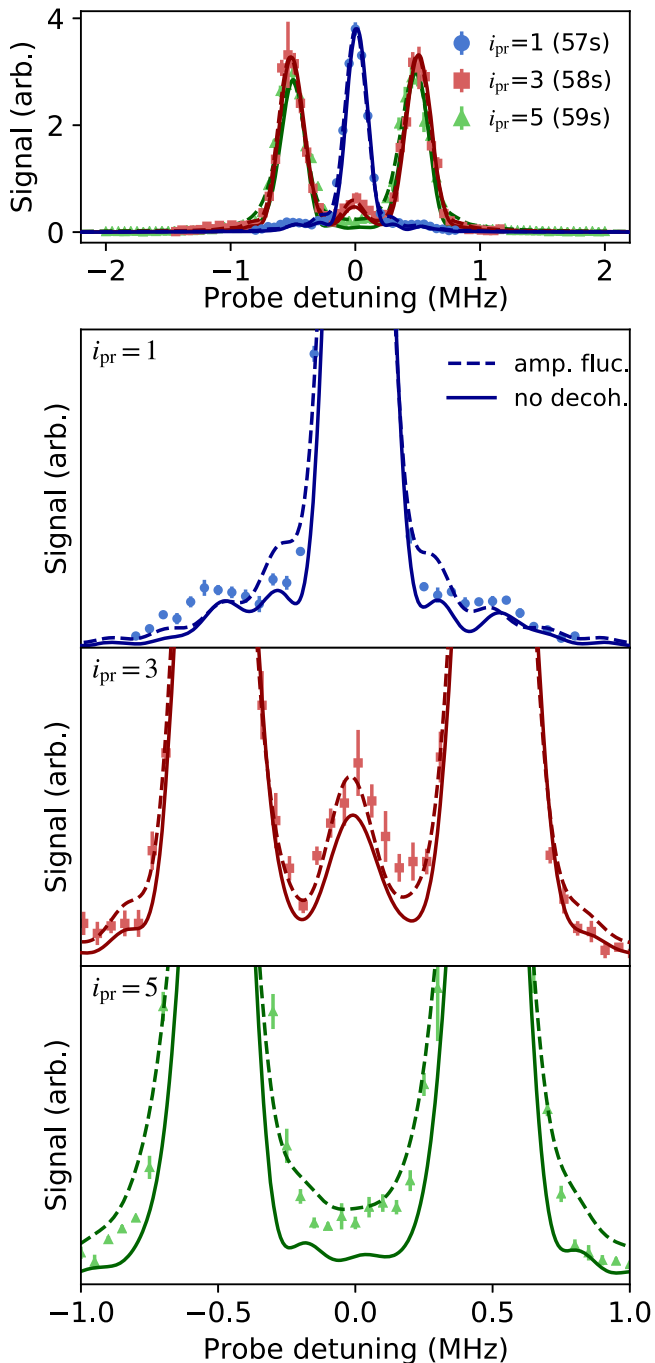 4
2
0
Signal (arb.)
i_pr=1 (57s)
i_pr=3 (58s)
i_pr=5 (59s)
−2 −1 0 1 2
Probe detuning (MHz)
i_pr=1
amp. fluc.
no decoh.
Signal (arb.)
i_pr=3
Signal (arb.)
i_pr=5
Signal (arb.)
−1.0 −0.5 0.0 0.5 1.0
Probe detuning (MHz)